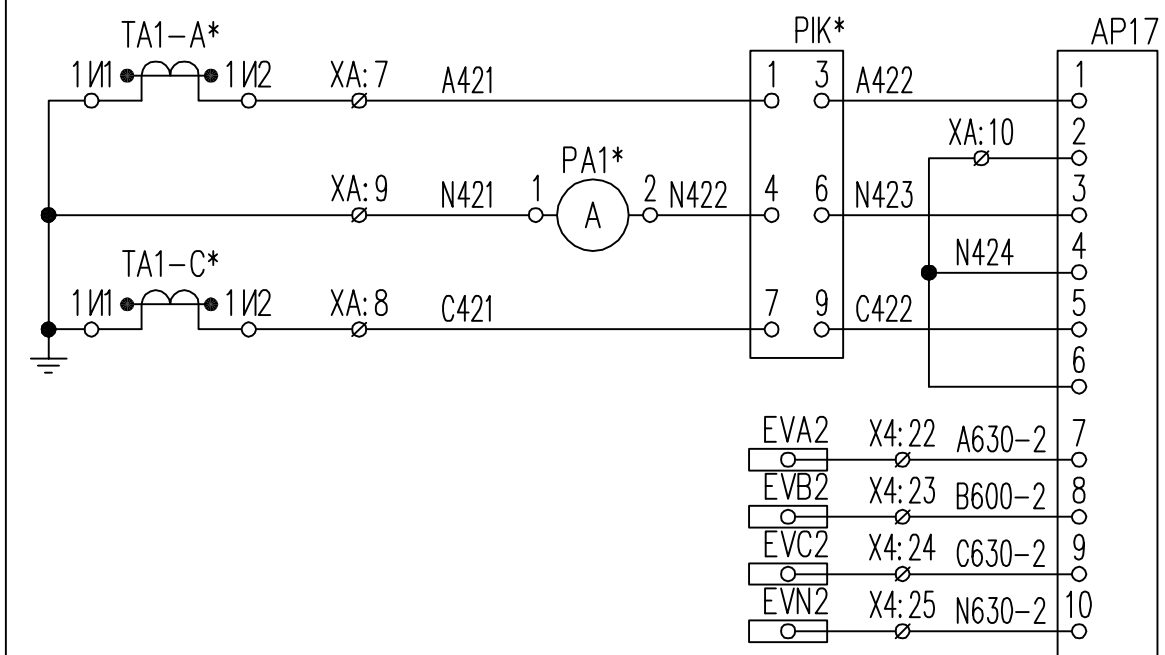 TA1-A* PIK* AP17
1И1 1И2 XA:7 A421 1 3 A422 1
XA:10 2
PA1*
XA:9 N421 1 A 2 N422 4 6 N423 3
TA1-C* N424 4
1И1 1И2 XA:8 C421 7 9 C422 5
6
EVA2 X4:22 A630-2 7
EVB2 X4:23 B600-2 8
EVC2 X4:24 C630-2 9
EVN2 X4:25 N630-2 10